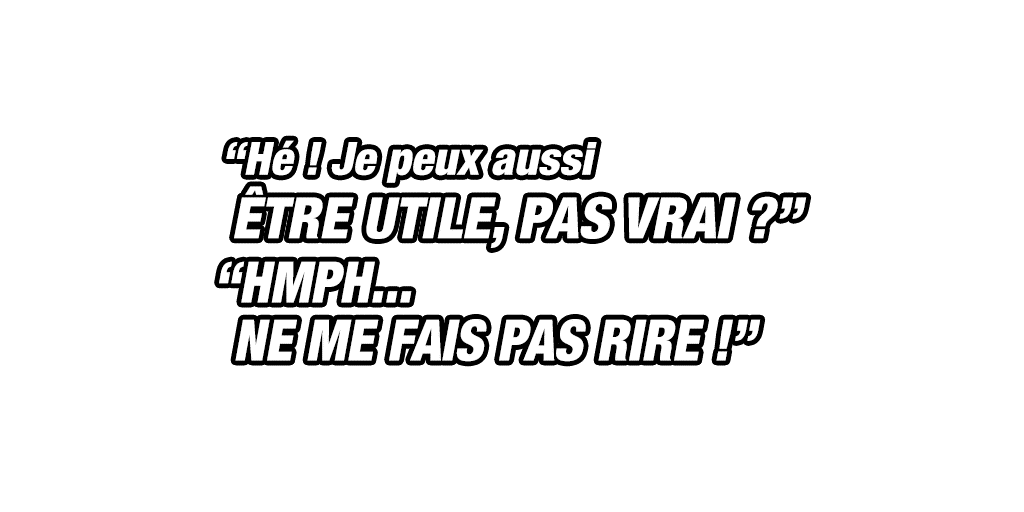 “Hé ! Je peux aussi
ÊTRE UTILE, PAS VRAI ?”
“HMPH...
NE ME FAIS PAS RIRE !”